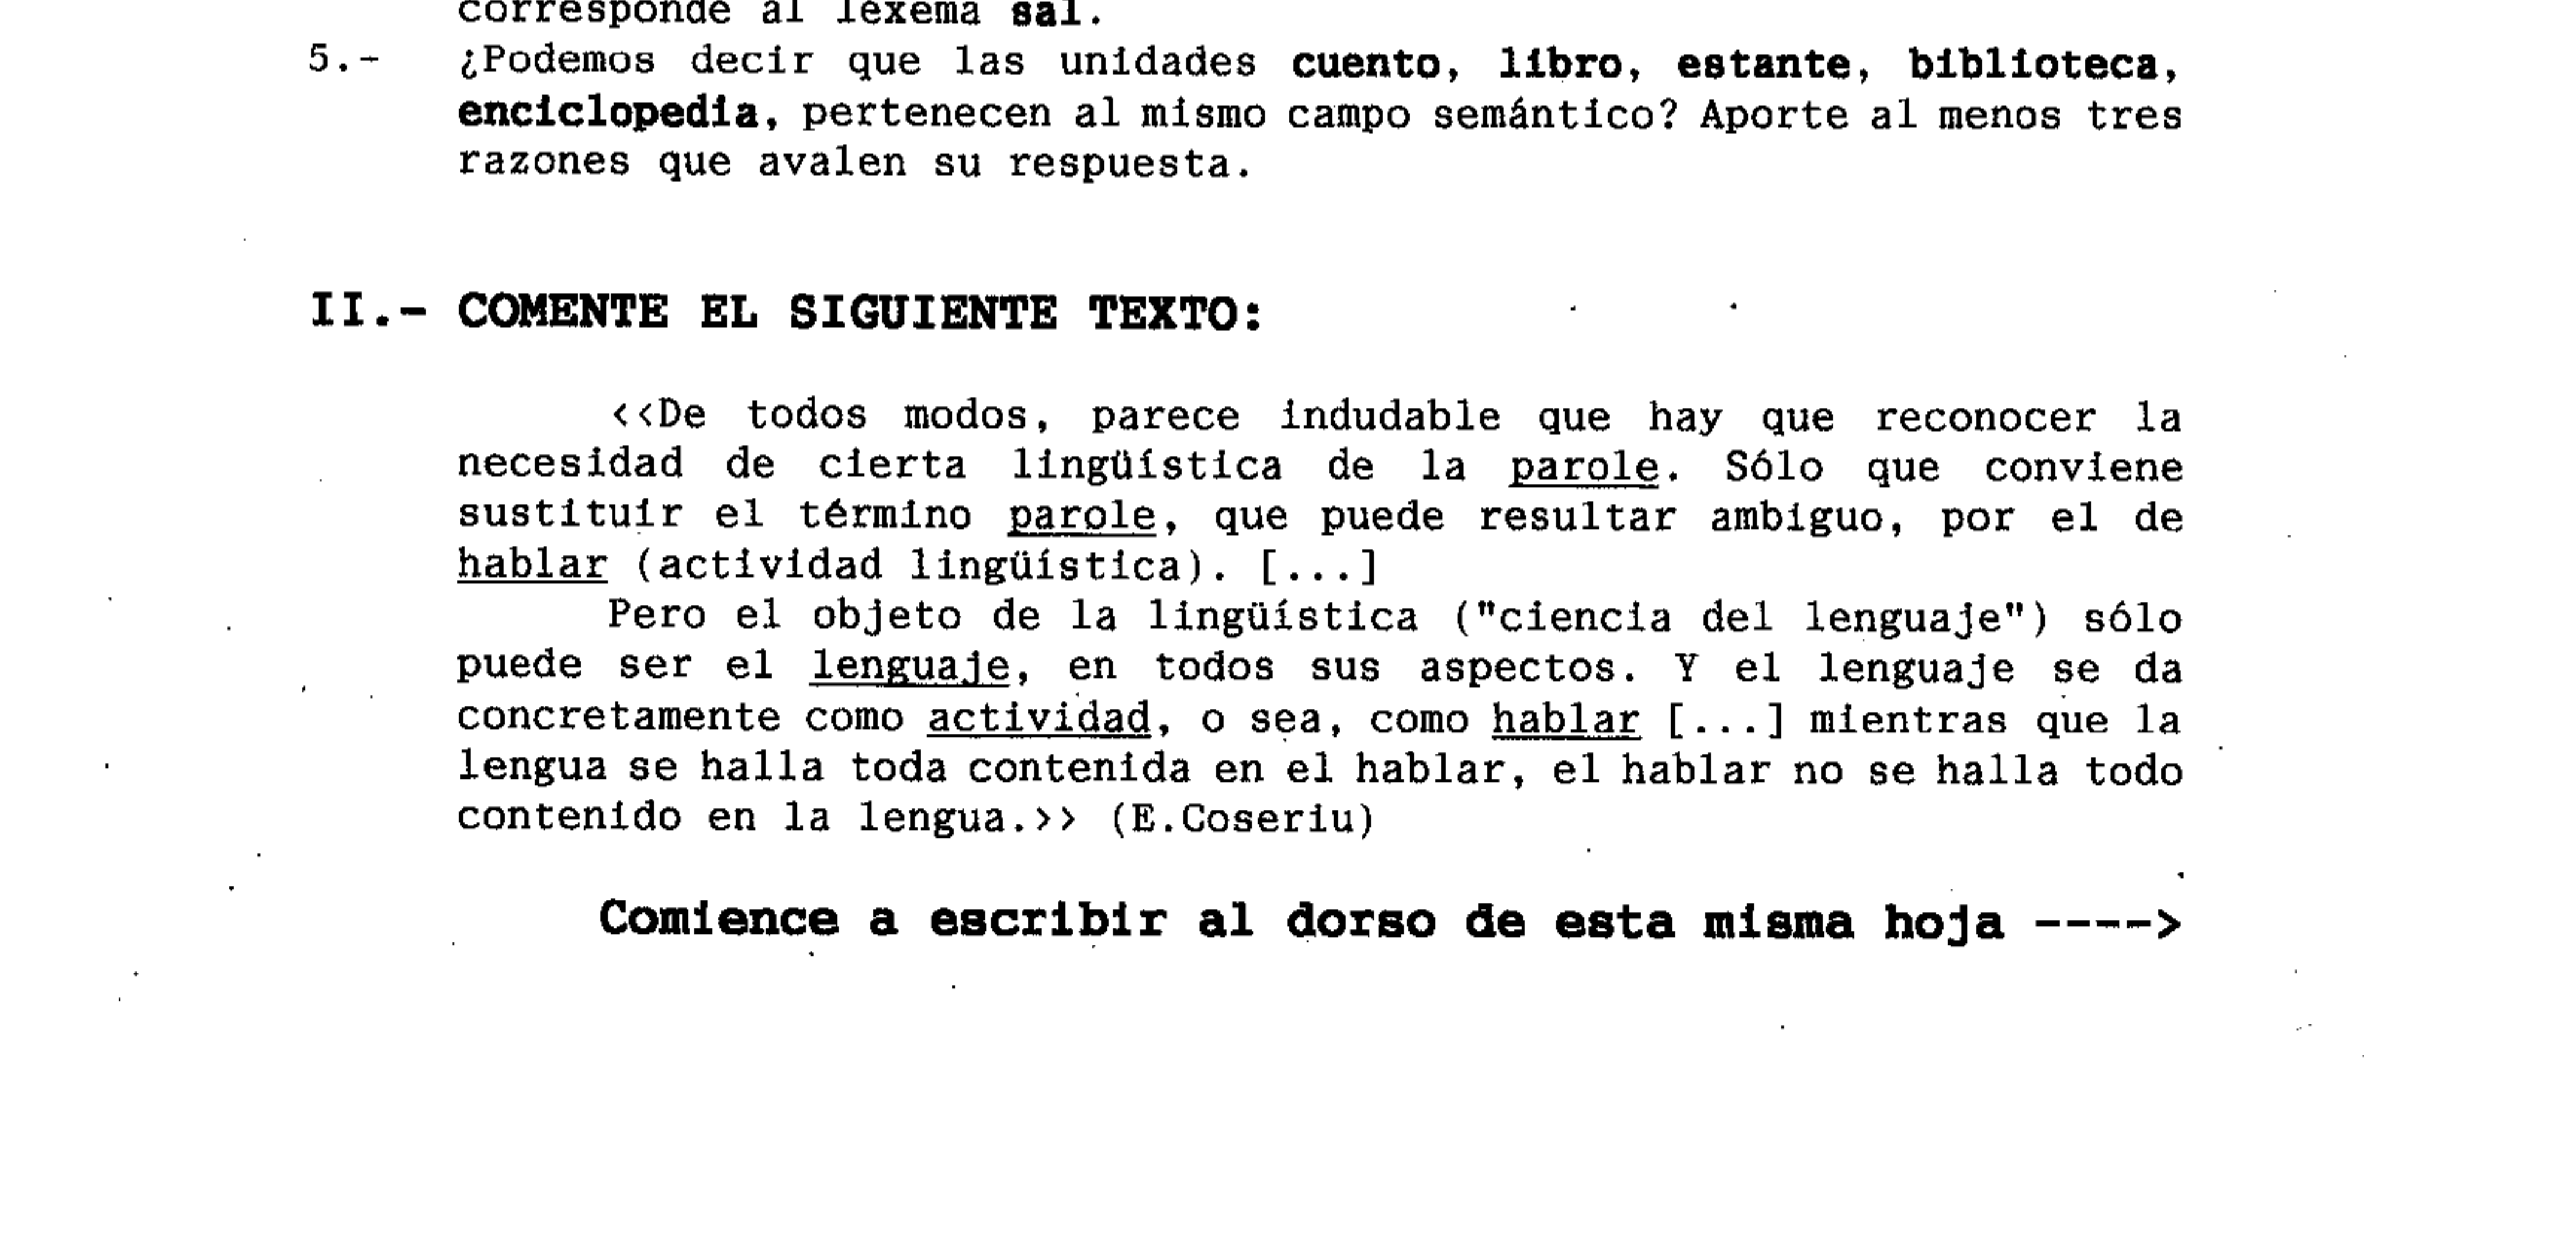 corresponde al lexema sal.
5.- ¿Podemos decir que las unidades cuento, libro, estante, biblioteca,
enciclopedia, pertenecen al mismo campo semántico? Aporte al menos tres
razones que avalen su respuesta.
II.- COMENTE EL SIGUIENTE TEXTO:
<<De todos modos, parece indudable que hay que reconocer la
necesidad de cierta lingüística de la parole. Sólo que conviene
sustituir el término parole, que puede resultar ambiguo, por el de
hablar (actividad lingüística). [...]
Pero el objeto de la lingüística ("ciencia del lenguaje") sólo
puede ser el lenguaje, en todos sus aspectos. Y el lenguaje se da
concretamente como actividad, o sea, como hablar [...] mientras que la
lengua se halla toda contenida en el hablar, el hablar no se halla todo
contenido en la lengua.>> (E.Coseriu)
Comience a escribir al dorso de esta misma hoja ---->